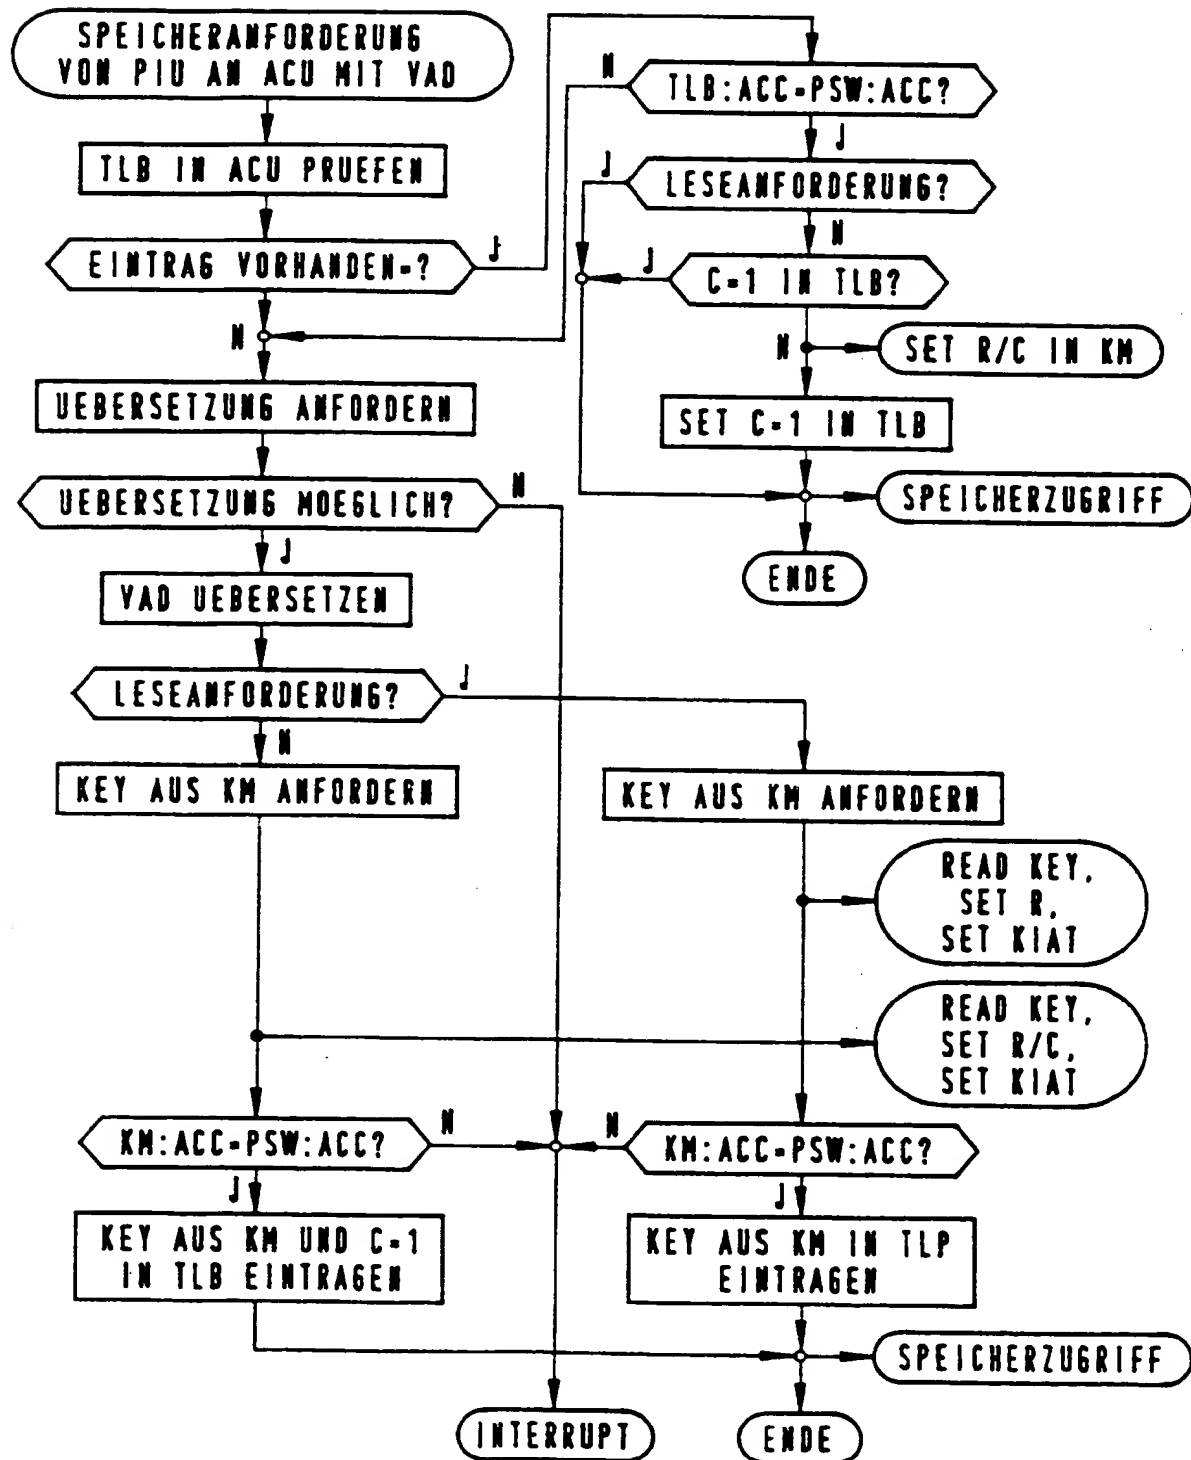 SPEICHERANFORDERUNG
VON PIU AN ACU MIT VAD
TLB IN ACU PRUEFEN
EINTRAG VORHANDEN=?
J
N
UEBERSETZUNG ANFORDERN
UEBERSETZUNG MOEGLICH?
N
J
VAD UEBERSETZEN
LESEANFORDERUNG?
J
N
KEY AUS KM ANFORDERN
KM:ACC=PSW:ACC?
N
J
KEY AUS KM UND C=1
IN TLB EINTRAGEN
INTERRUPT
N
TLB:ACC=PSW:ACC?
J
J
LESEANFORDERUNG?
N
J
C=1 IN TLB?
N
SET R/C IN KM
SET C=1 IN TLB
SPEICHERZUGRIFF
ENDE
KEY AUS KM ANFORDERN
READ KEY,
SET R,
SET KIAT
READ KEY,
SET R/C,
SET KIAT
N
KM:ACC=PSW:ACC?
J
KEY AUS KM IN TLP
EINTRAGEN
SPEICHERZUGRIFF
ENDE